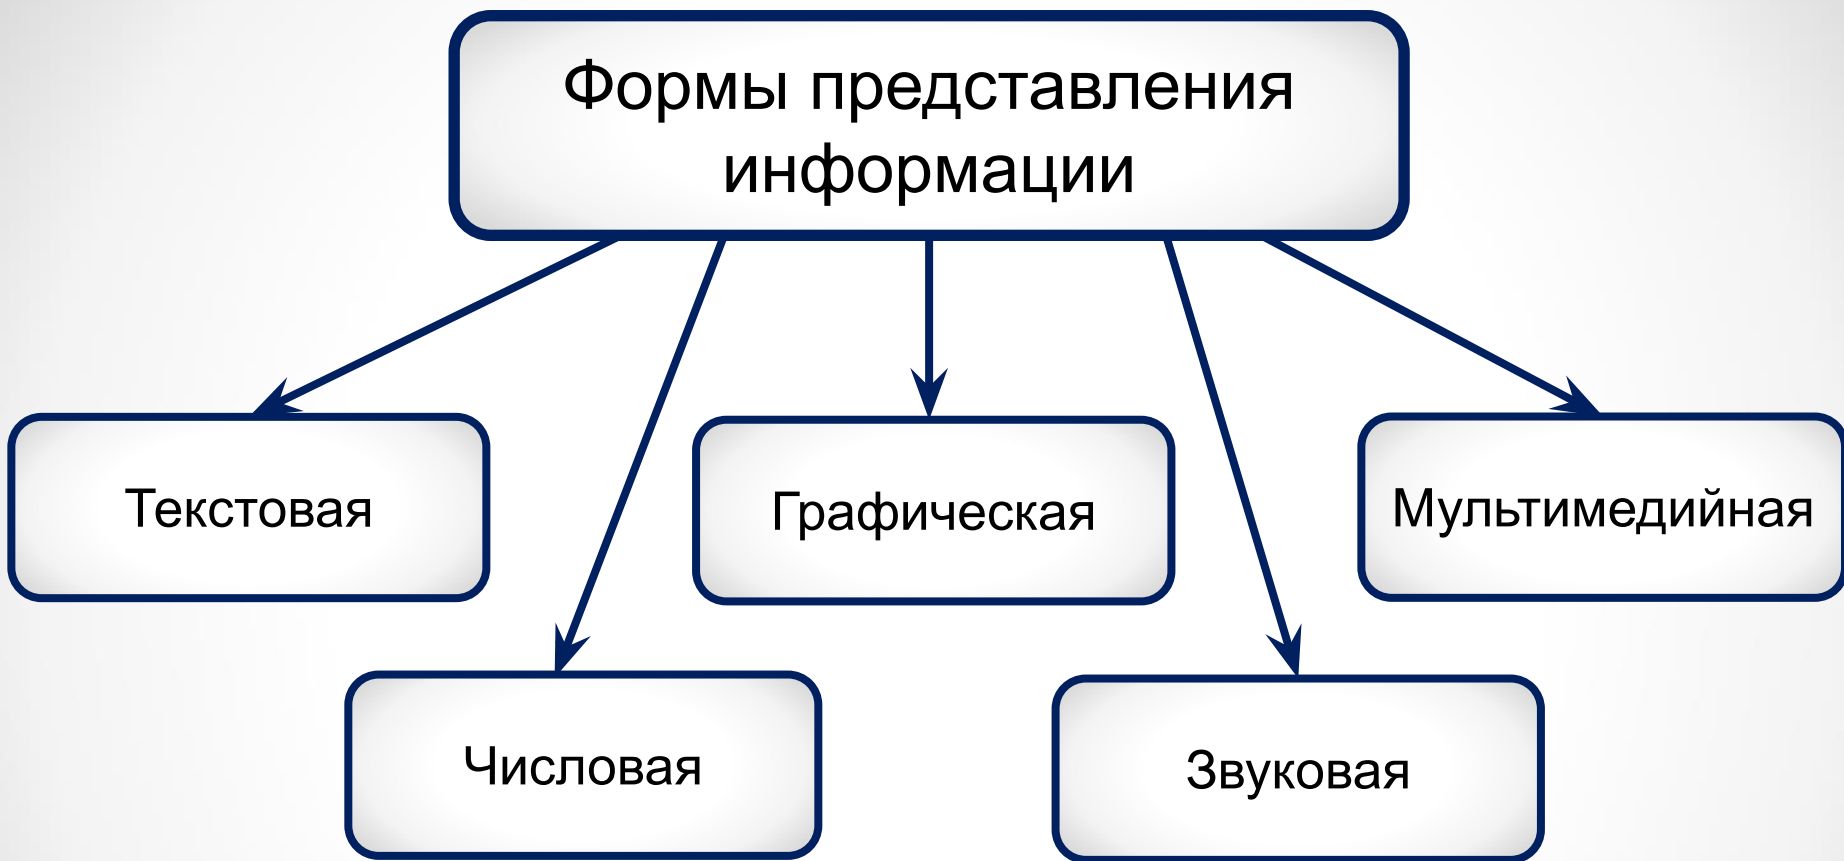 Формы представления
информации
Текстовая
Графическая
Мультимедийная
Числовая
Звуковая